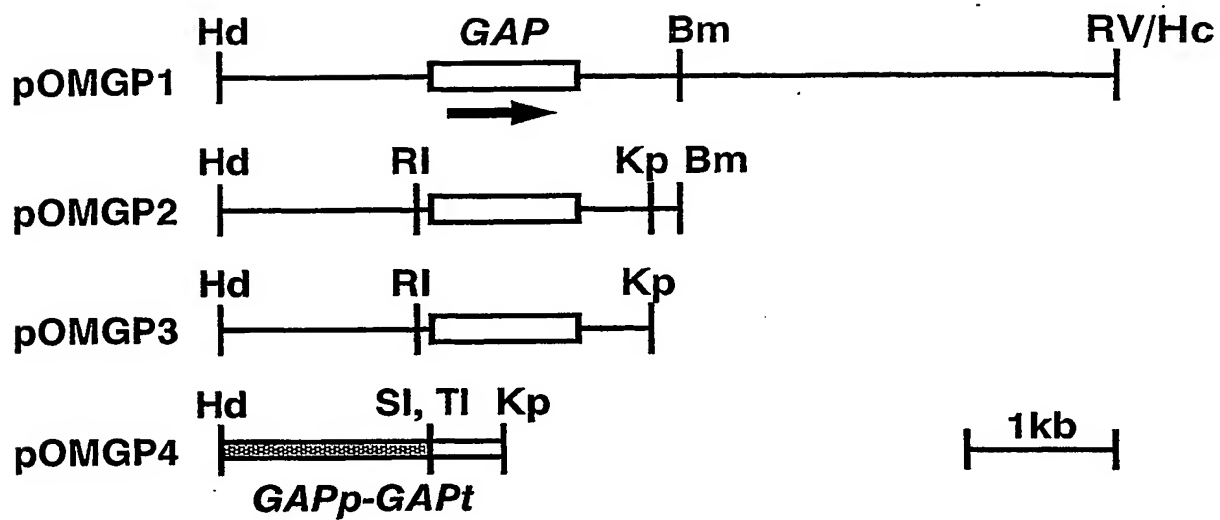 Hd GAP Bm RV/Hc
pOMGP1
Hd RI Kp Bm
pOMGP2
Hd RI Kp
pOMGP3
Hd SI, TI Kp
pOMGP4 1kb
GAPp-GAPt